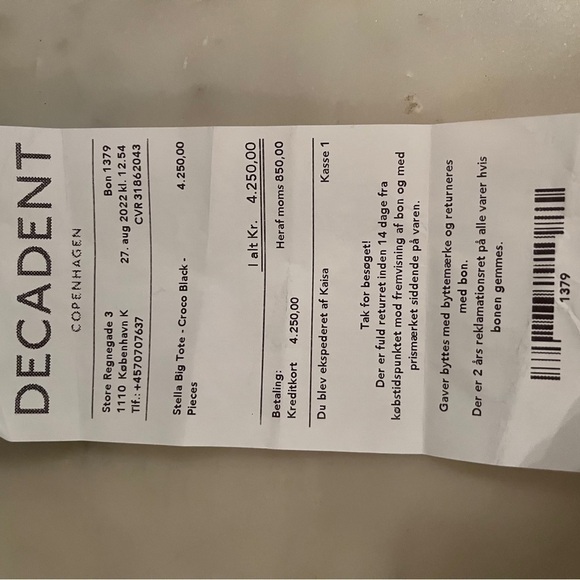 DECADENT
COPENHAGEN
Store Regnegade 3 Bon 1379
1110 København K 27. aug 2022 kl. 12.54
Tlf.: +4570707637 CVR 31862043
Stella Big Tote - Croco Black - 4.250,00
Pieces
I alt Kr. 4.250,00
Betaling: Heraf moms 850,00
Kreditkort 4.250,00
Du blev ekspederet af Kaisa Kasse 1
Tak for besøget!
Der er fuld returret inden 14 dage fra
købstidspunktet mod fremvisning af bon og med
prismærket siddende på varen.
Gaver byttes med byttemærke og returneres
med bon.
Der er 2 års reklamationsret på alle varer hvis
bonen gemmes.
1379